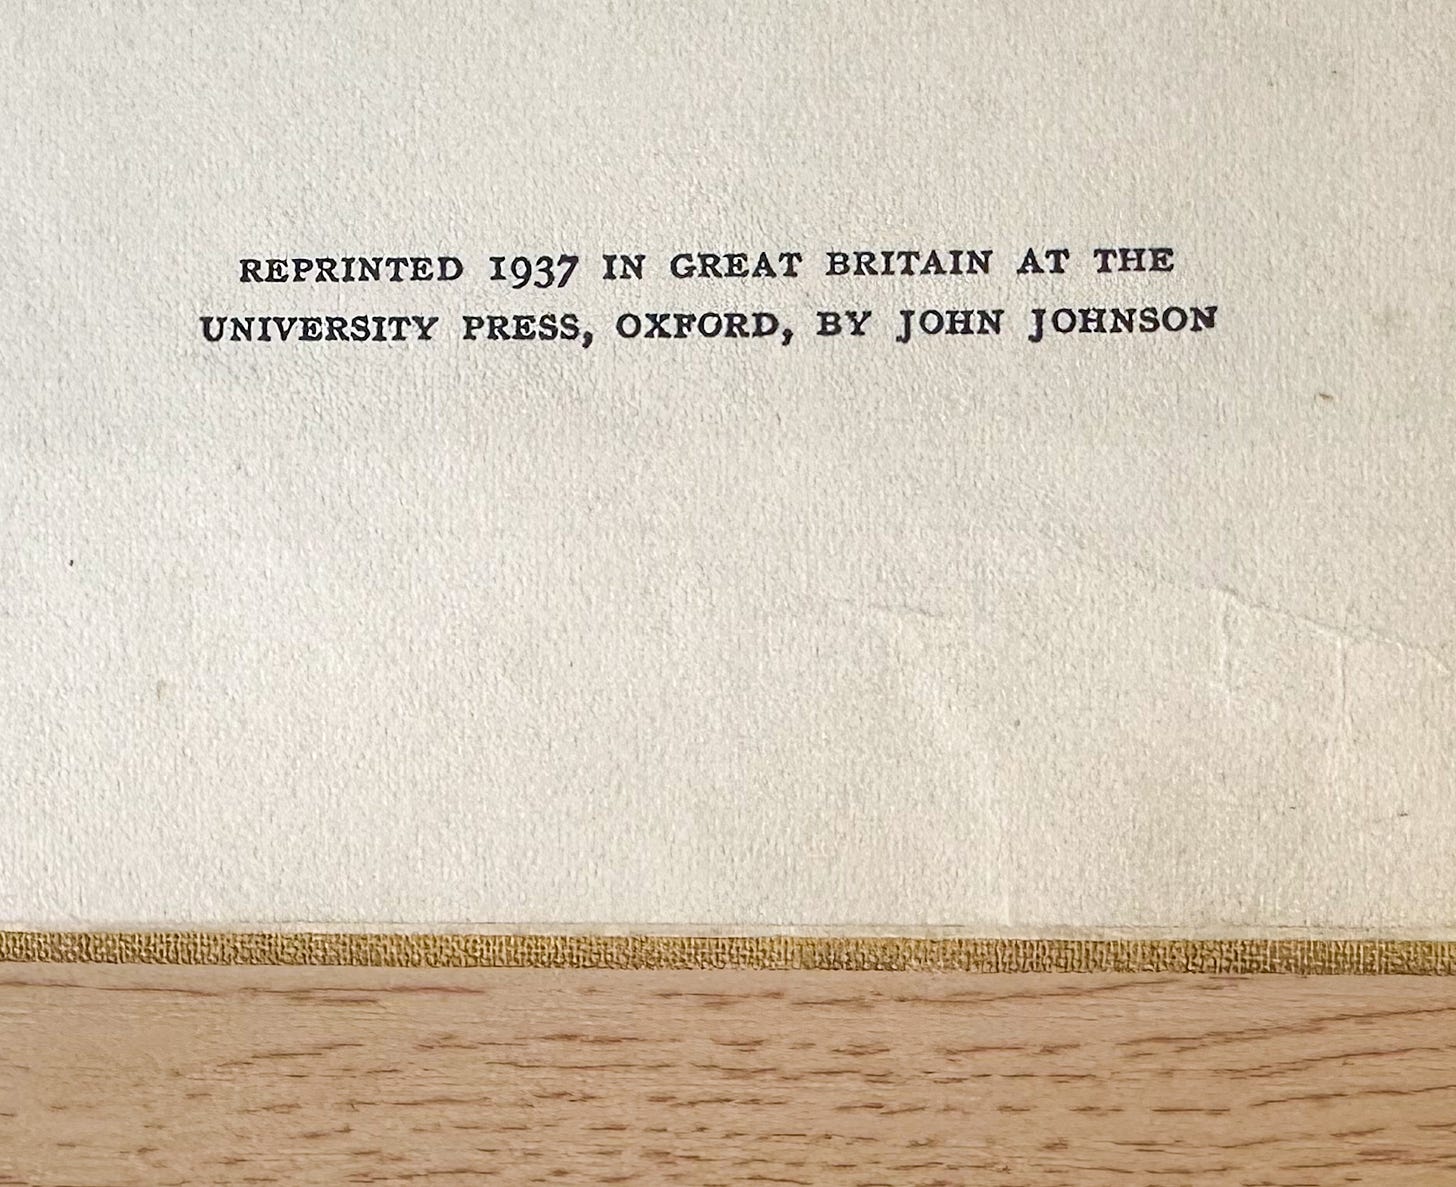 REPRINTED 1937 IN GREAT BRITAIN AT THE
UNIVERSITY PRESS, OXFORD, BY JOHN JOHNSON